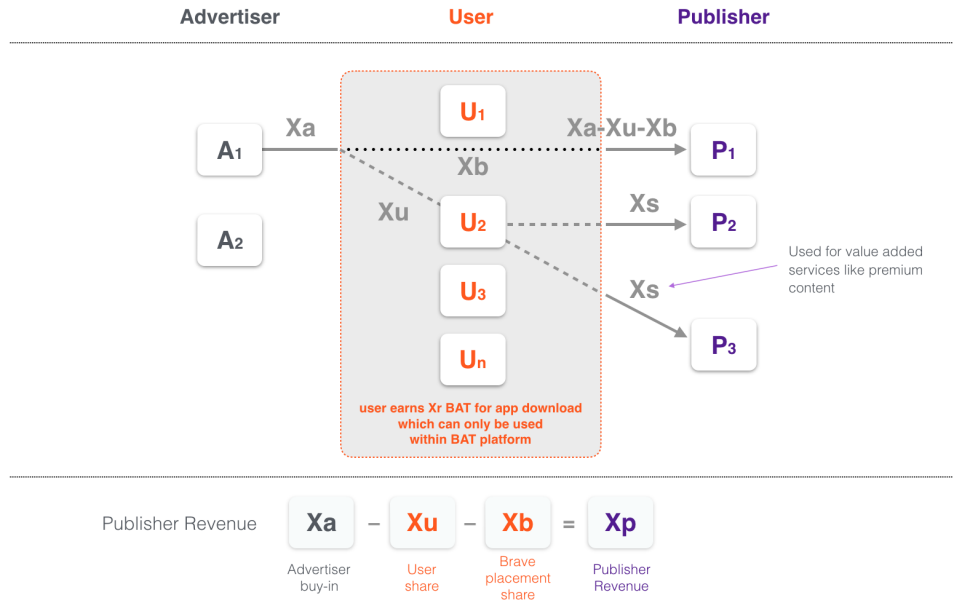 Advertiser
User
Publisher
U1
Xa
Xa-Xu-Xb
A1
P1
Xb
Xu
Xs
U2
P2
A2
Used for value added
services like premium
content
U3
Xs
P3
Un
user earns Xr BAT for app download
which can only be used
within BAT platform
Publisher Revenue
Xa – Xu – Xb = Xp
Advertiser
buy-in
User
share
Brave
placement
share
Publisher
Revenue